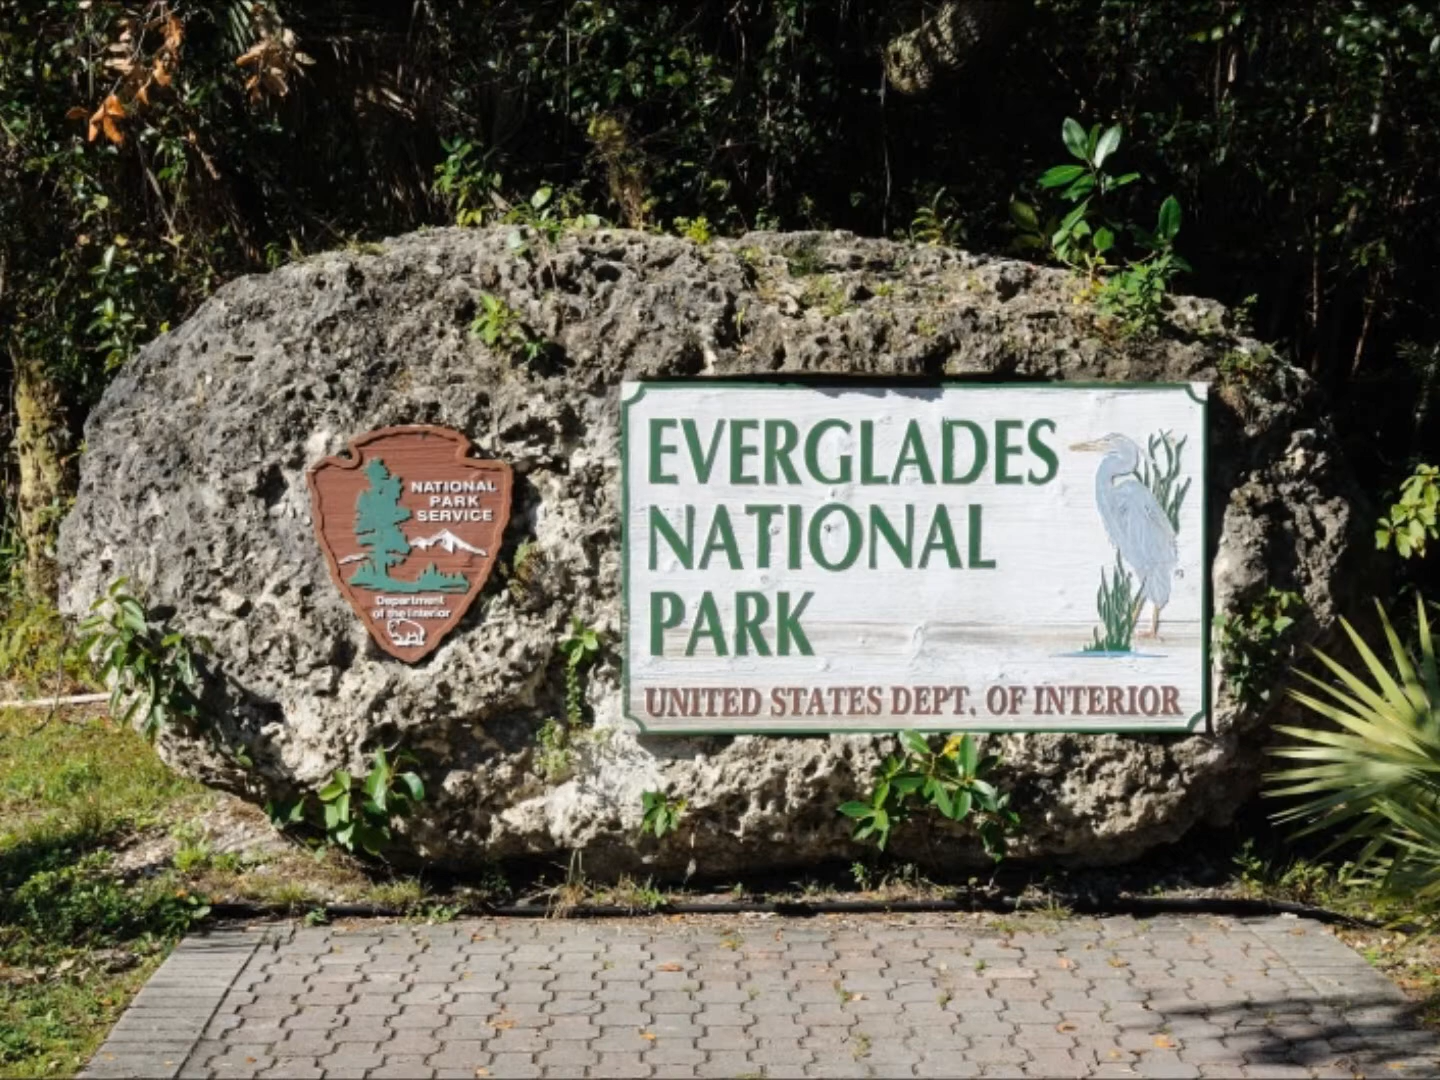 NATIONAL
PARK
SERVICE
Department
of the Interior
EVERGLADES
NATIONAL
PARK
UNITED STATES DEPT. OF INTERIOR